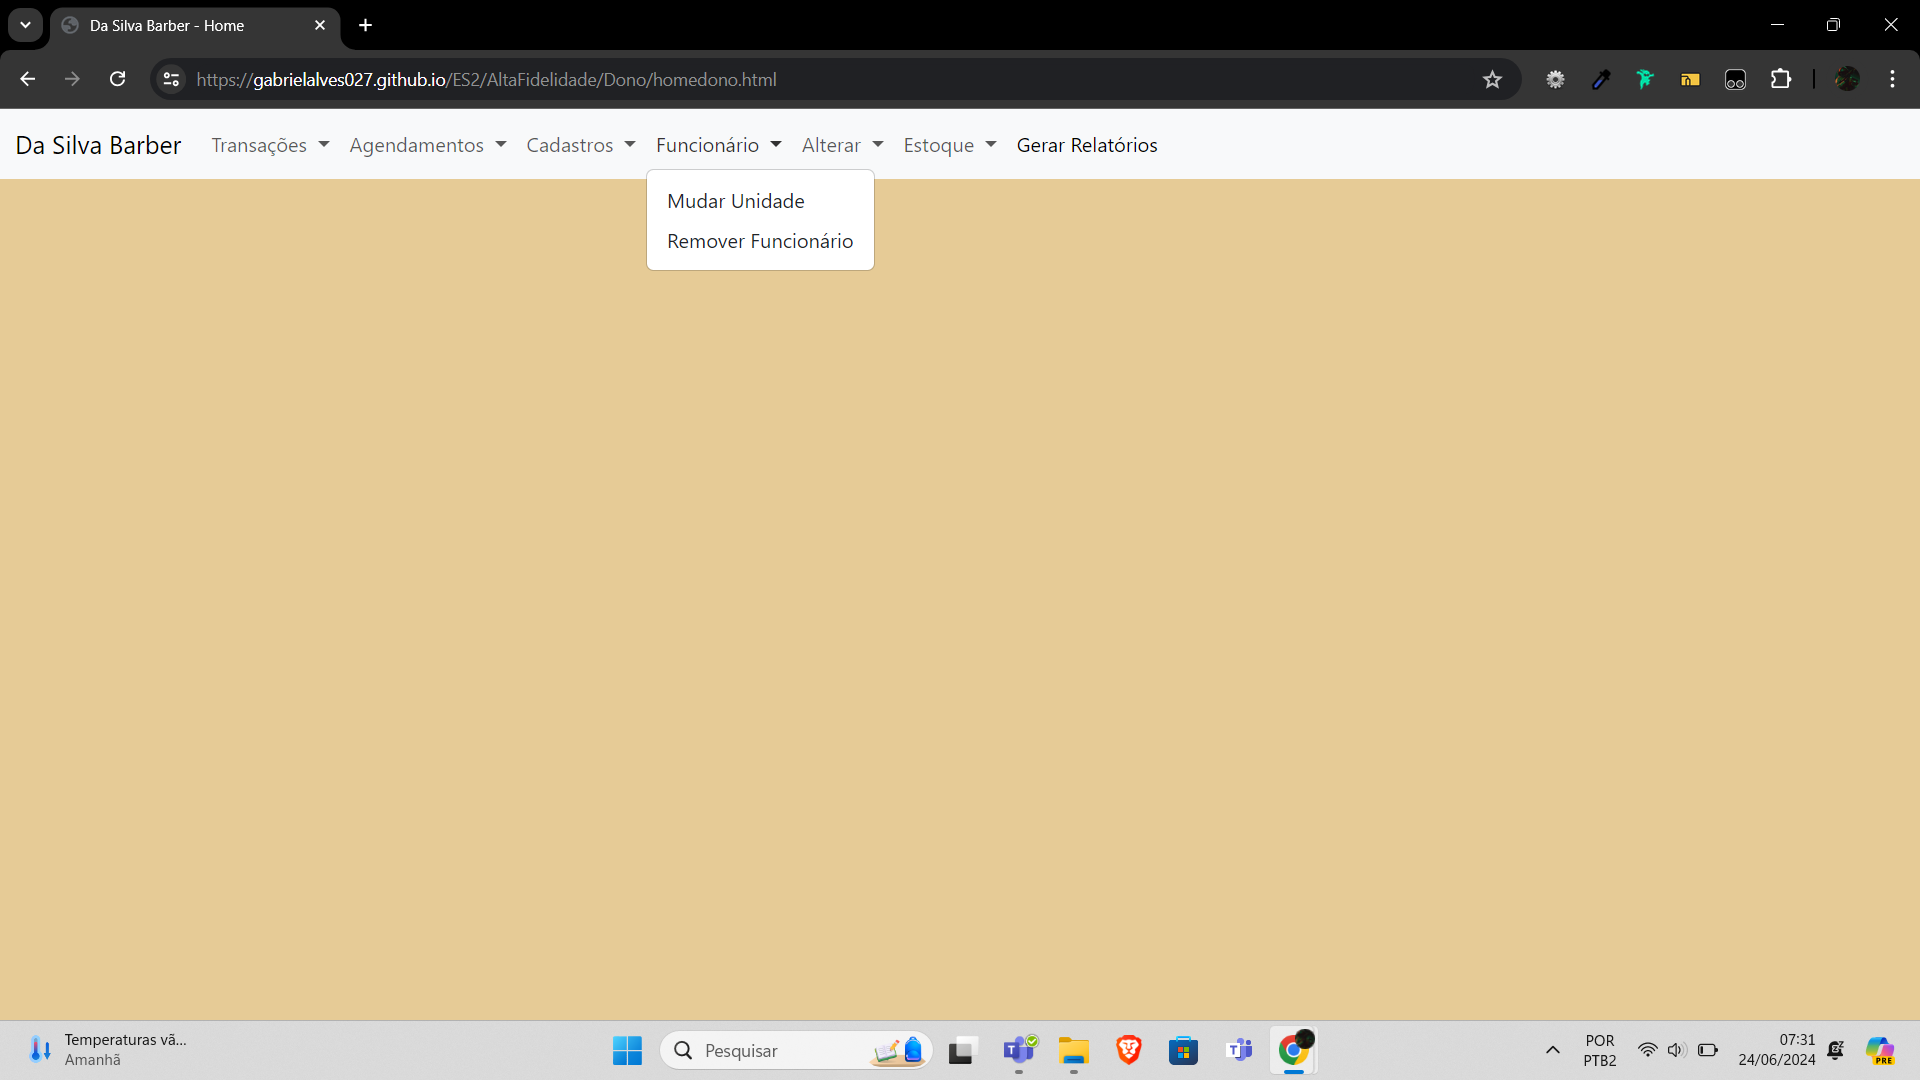 Da Silva Barber - Home
https://gabrielalves027.github.io/ES2/AltaFidelidade/Dono/homedono.html
Da Silva Barber Transações Agendamentos Cadastros Funcionário Alterar Estoque Gerar Relatórios
Mudar Unidade
Remover Funcionário
Temperaturas vã...
Amanhã
Pesquisar
POR
PTB2
07:31
24/06/2024
PRE